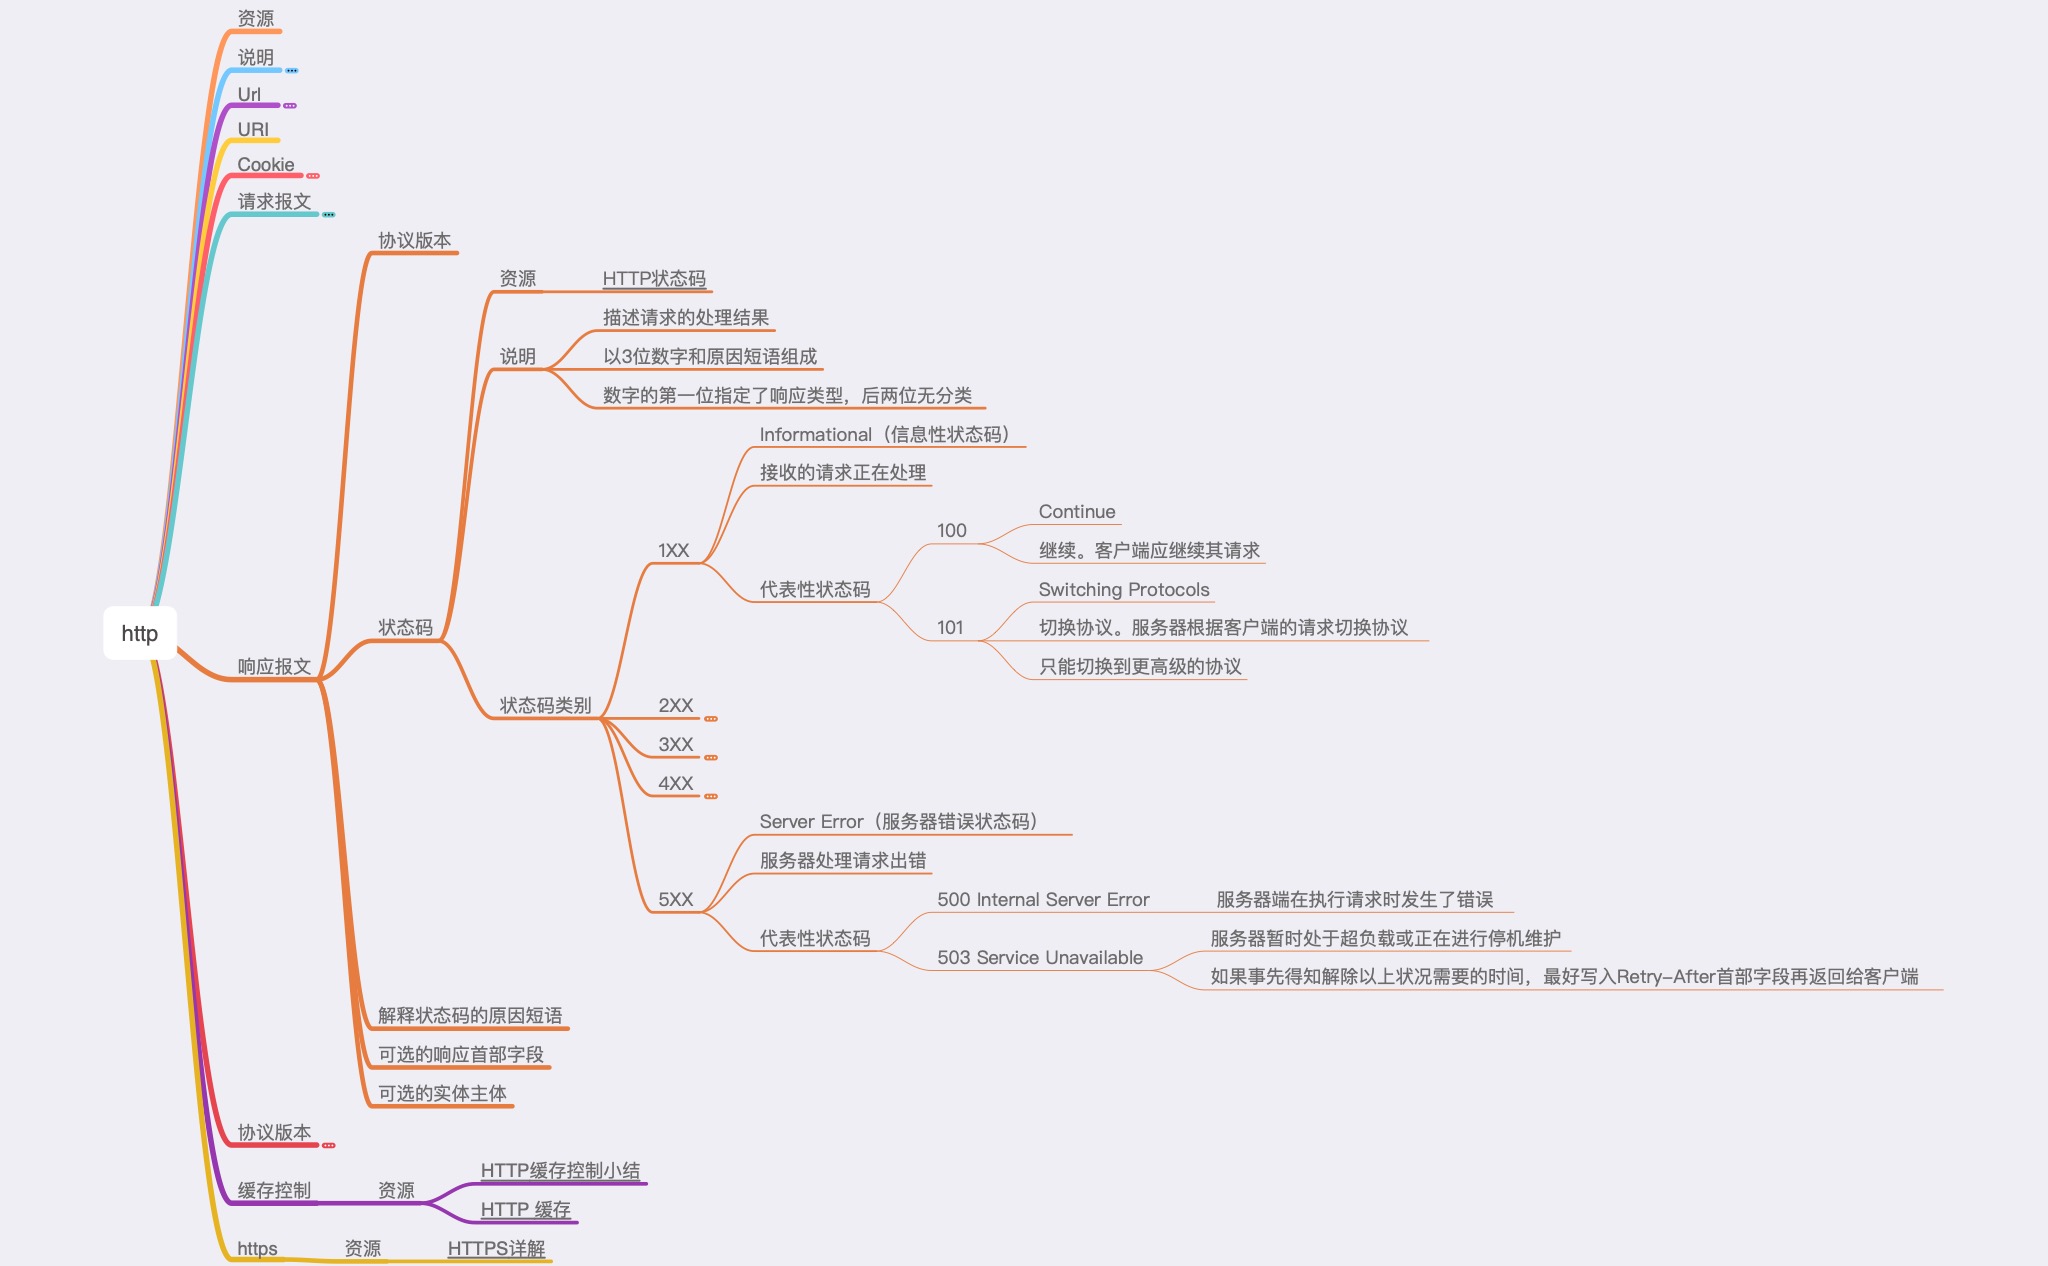 资源
说明
Url
URI
Cookie
请求报文
协议版本
资源
HTTP状态码
描述请求的处理结果
说明
以3位数字和原因短语组成
数字的第一位指定了响应类型，后两位无分类
Informational（信息性状态码）
接收的请求正在处理
Continue
100
1XX
继续。客户端应继续其请求
代表性状态码
Switching Protocols
101
切换协议。服务器根据客户端的请求切换协议
http
状态码
只能切换到更高级的协议
响应报文
状态码类别
2XX
3XX
4XX
Server Error（服务器错误状态码）
服务器处理请求出错
5XX
500 Internal Server Error
服务器端在执行请求时发生了错误
代表性状态码
服务器暂时处于超负载或正在进行停机维护
503 Service Unavailable
如果事先得知解除以上状况需要的时间，最好写入Retry-After首部字段再返回给客户端
解释状态码的原因短语
可选的响应首部字段
可选的实体主体
协议版本
HTTP缓存控制小结
缓存控制
资源
HTTP 缓存
https
资源
HTTPS详解